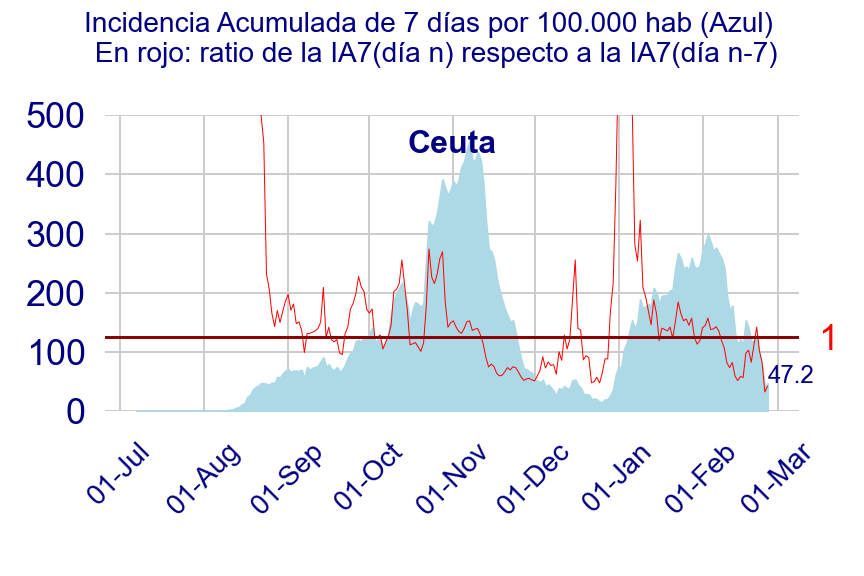 Incidencia Acumulada de 7 días por 100.000 hab (Azul)
En rojo: ratio de la IA7(día n) respecto a la IA7(día n-7)
500
Ceuta
400
300
200
1
100
47.2
0
01-Jul
01-Aug
01-Sep
01-Oct
01-Nov
01-Dec
01-Jan
01-Feb
01-Mar